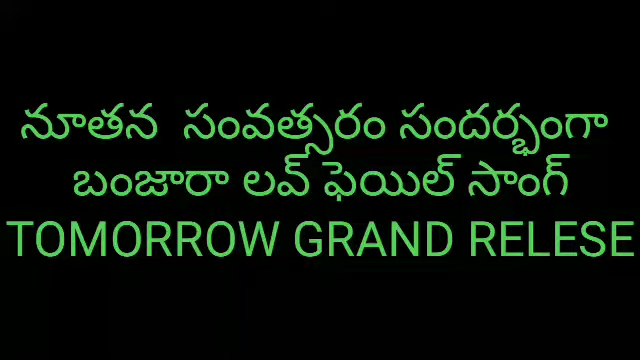 నూతన సంవత్సరం సందర్భంగా
బంజారా లవ్ ఫెయిల్ సాంగ్
TOMORROW GRAND RELESE